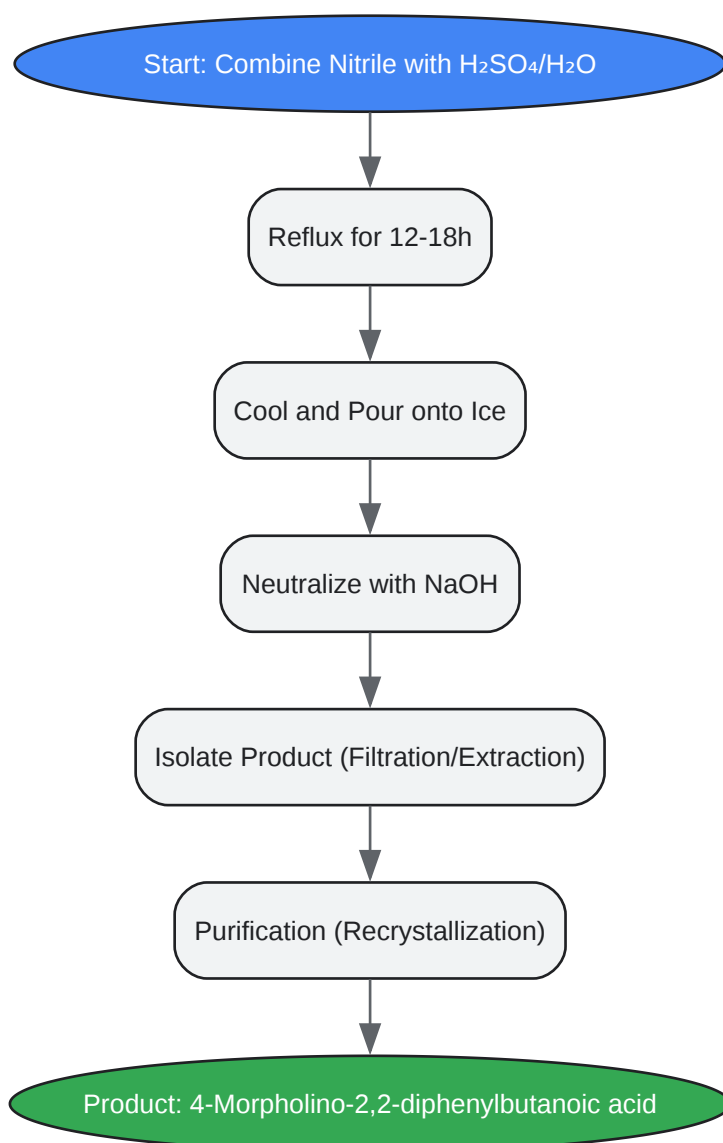 Start: Combine Nitrile with H₂SO₄/H₂O
Reflux for 12-18h
Cool and Pour onto Ice
Neutralize with NaOH
Isolate Product (Filtration/Extraction)
Purification (Recrystallization)
Product: 4-Morpholino-2,2-diphenylbutanoic acid